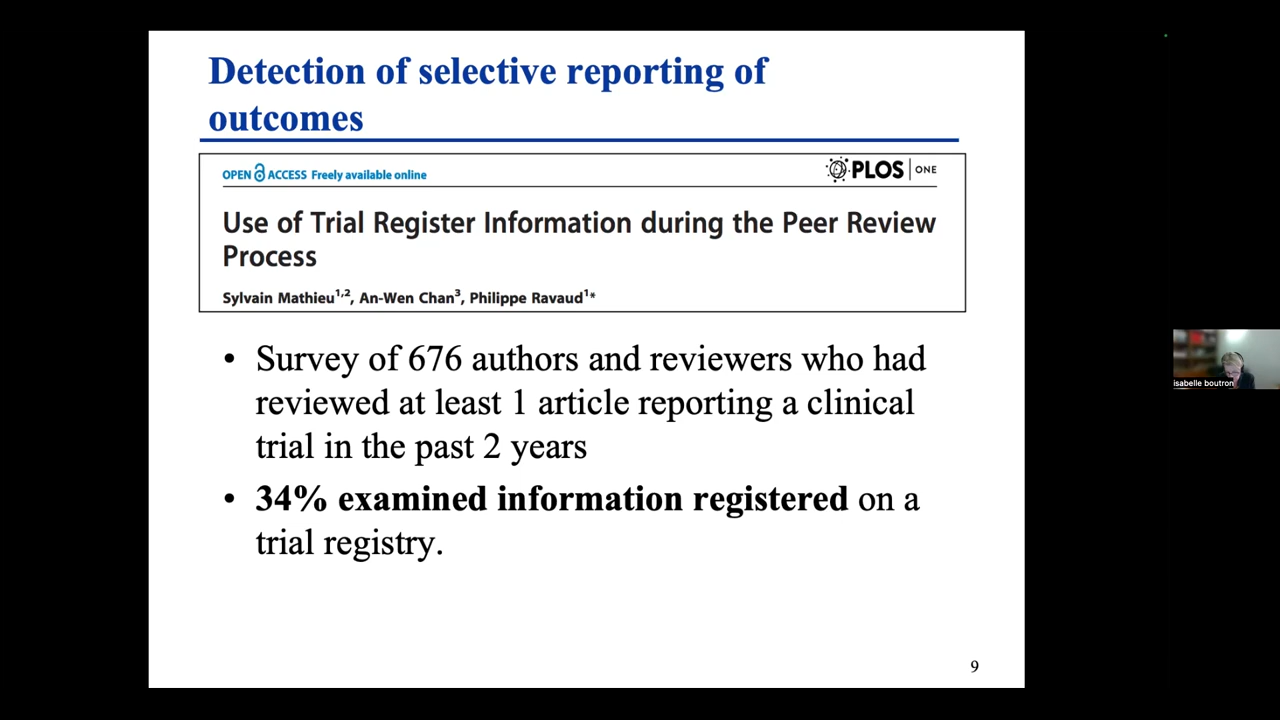 Detection of selective reporting of
outcomes
OPEN ACCESS Freely available online
PLOS ONE
Use of Trial Register Information during the Peer Review
Process
Sylvain Mathieu1,2, An-Wen Chan3, Philippe Ravaud1*
• Survey of 676 authors and reviewers who had
reviewed at least 1 article reporting a clinical
trial in the past 2 years
• 34% examined information registered on a
trial registry.
9
isabelle boutron